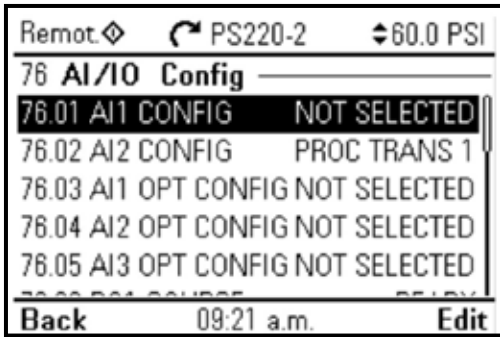 Remot. PS220-2 60.0 PSI
76 AI/IO Config
76.01 AI1 CONFIG NOT SELECTED
76.02 AI2 CONFIG PROC TRANS 1
76.03 AI1 OPT CONFIG NOT SELECTED
76.04 AI2 OPT CONFIG NOT SELECTED
76.05 AI3 OPT CONFIG NOT SELECTED
Back 09:21 a.m. Edit